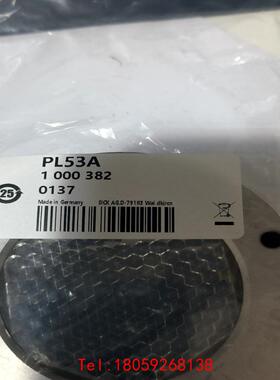 PL53A
1 000 382
0137
25
Made in Germany SICK AG,D-79183 Waldkirch
Tel:18059268138